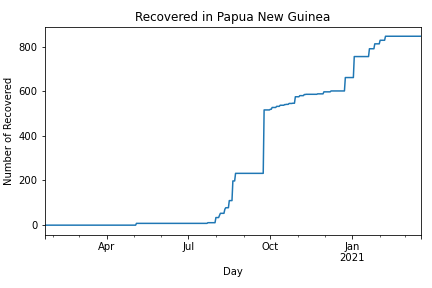 Recovered in Papua New Guinea
Number of Recovered
800
600
400
200
0
Apr
Jul
Oct
Jan
2021
Day